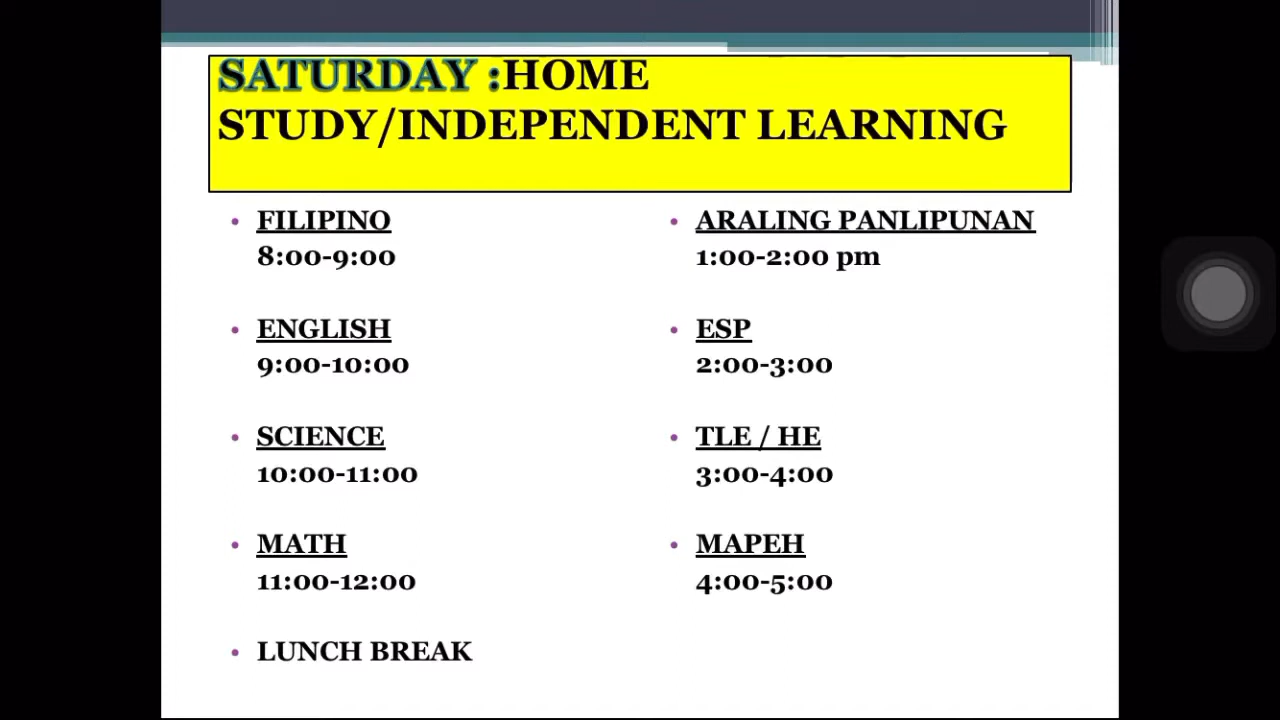 SATURDAY :HOME
STUDY/INDEPENDENT LEARNING
• FILIPINO
8:00-9:00
• ENGLISH
9:00-10:00
• SCIENCE
10:00-11:00
• MATH
11:00-12:00
• LUNCH BREAK
• ARALING PANLIPUNAN
1:00-2:00 pm
• ESP
2:00-3:00
• TLE / HE
3:00-4:00
• MAPEH
4:00-5:00